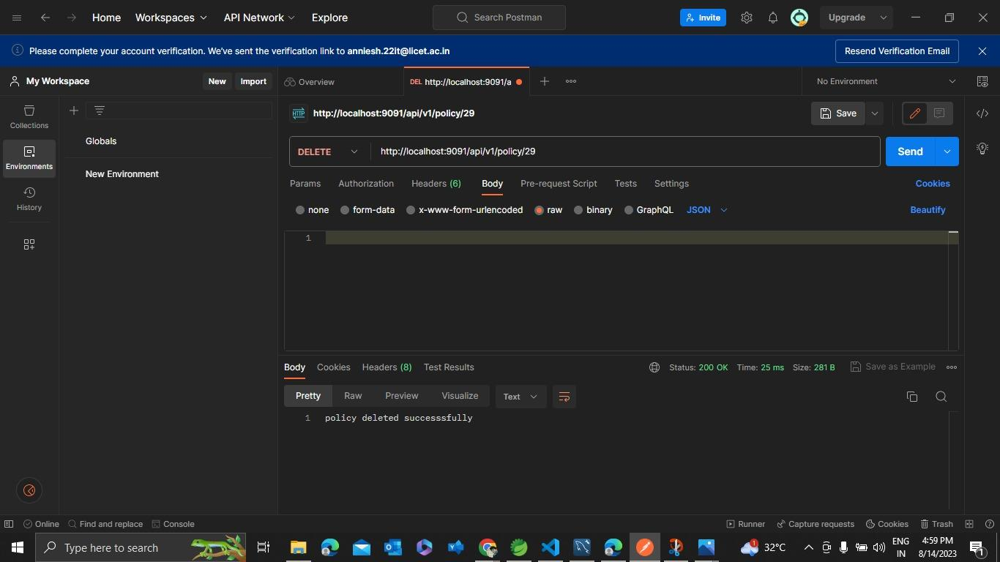 Home Workspaces API Network Explore Search Postman Invite Upgrade
Please complete your account verification. We've sent the verification link to anniesh.22it@licet.ac.in Resend Verification Email
My Workspace New Import Overview DEL http://localhost:9091/a No Environment
Collections
Environments
History
Globals
New Environment
HTTP http://localhost:9091/api/v1/policy/29 Save
DELETE http://localhost:9091/api/v1/policy/29 Send
Params Authorization Headers (6) Body Pre-request Script Tests Settings Cookies
none form-data x-www-form-urlencoded raw binary GraphQL JSON Beautify
1
Body Cookies Headers (8) Test Results Status: 200 OK Time: 25 ms Size: 281 B Save as Example
Pretty Raw Preview Visualize Text
1 policy deleted successsfully
Online Find and replace Console Runner Capture requests Cookies Trash
Type here to search 32°C ENG IN 4:59 PM 8/14/2023 1